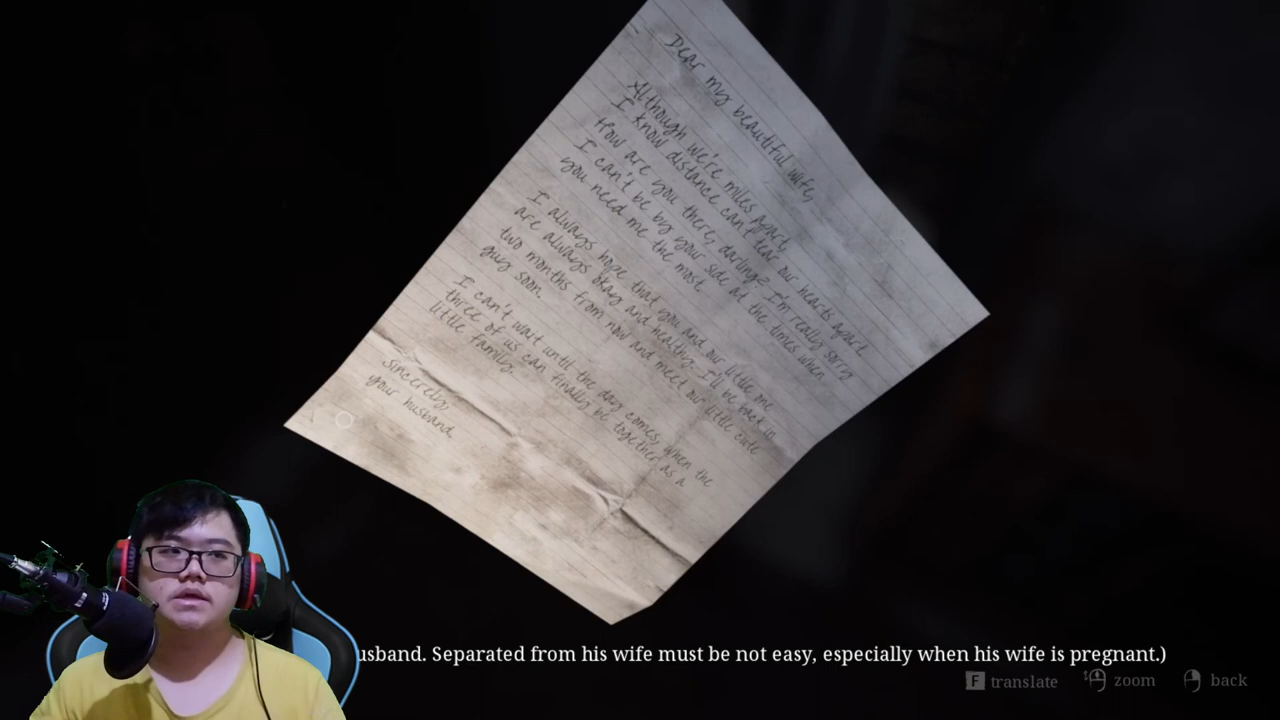 Dear my beautiful wife,
Although we're miles apart,
I know distance can't tear our hearts apart
How are you there, darling? I'm really sorry
I can't be by your side at the times when
you need me the most
I always hope that you and our little one
are always okay and healthy. I'll be back in
two months from now and meet our little cute
guy soon.
I can't wait until the day comes, when the
three of us can finally be together as a
little family.
Sincerely,
your husband.
usband. Separated from his wife must be not easy, especially when his wife is pregnant.)
F translate zoom back